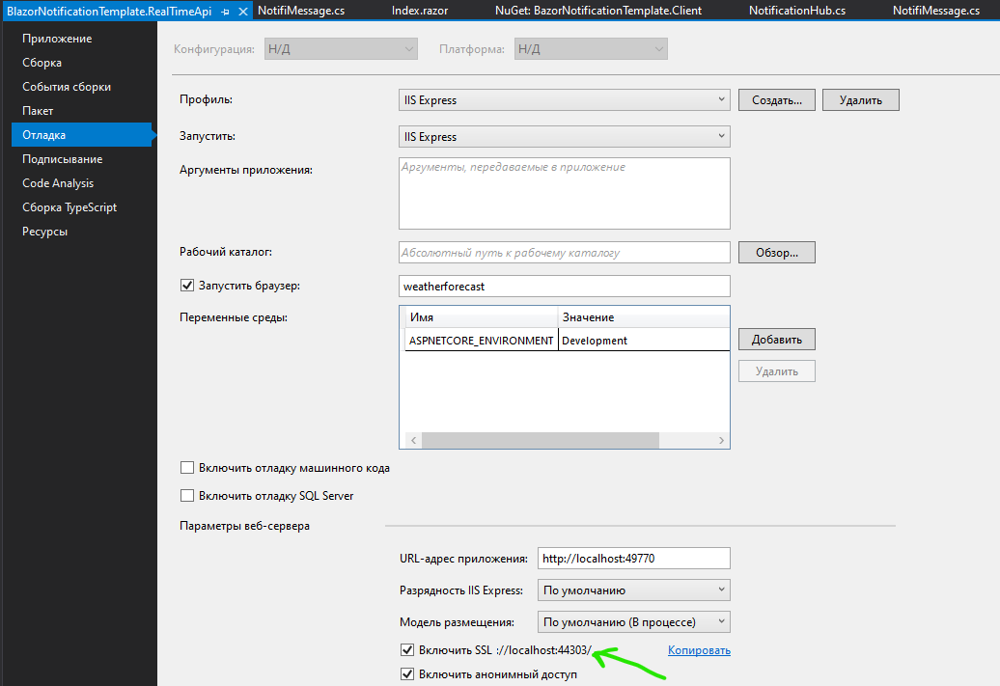 BlazorNotificationTemplate.RealTimeApi NotifiMessage.cs Index.razor NuGet: BazorNotificationTemplate.Client NotificationHub.cs NotifiMessage.cs
Приложение
Сборка
События сборки
Пакет
Отладка
Подписывание
Code Analysis
Сборка TypeScript
Ресурсы
Конфигурация: Н/Д Платформа: Н/Д
Профиль: IIS Express Создать... Удалить
Запустить: IIS Express
Аргументы приложения: Аргументы, передаваемые в приложение
Рабочий каталог: Абсолютный путь к рабочему каталогу Обзор...
Запустить браузер: weatherforecast
Переменные среды: Имя Значение
ASPNETCORE_ENVIRONMENT Development Добавить
Удалить
Включить отладку машинного кода
Включить отладку SQL Server
Параметры веб-сервера
URL-адрес приложения: http://localhost:49770
Разрядность IIS Express: По умолчанию
Модель размещения: По умолчанию (В процессе)
Включить SSL ://localhost:44303/ Копировать
Включить анонимный доступ